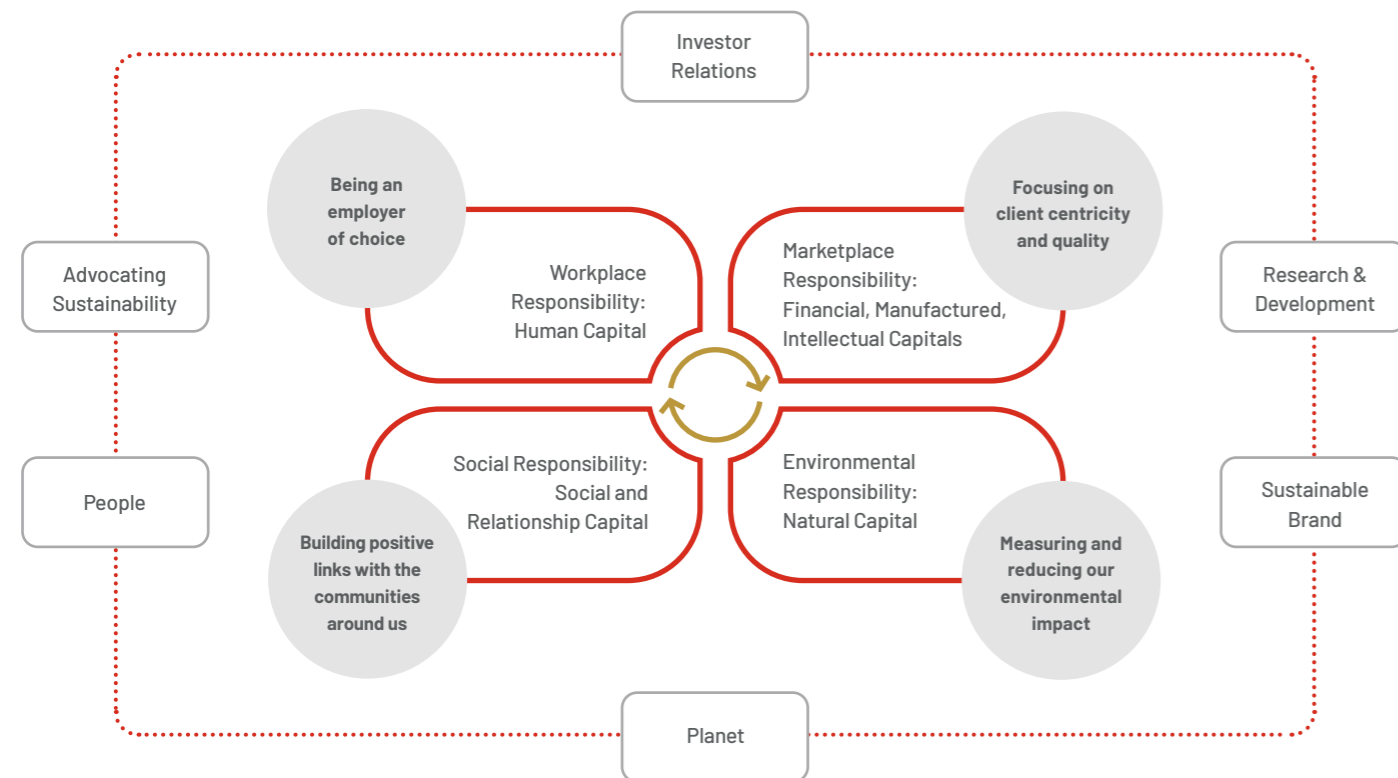 Investor
Relations
Being an
employer
of choice
Focusing on
client centricity
and quality
Advocating
Sustainability
Workplace
Responsibility:
Human Capital
Marketplace
Responsibility:
Financial, Manufactured,
Intellectual Capitals
Research &
Development
People
Social Responsibility:
Social and
Relationship Capital
Environmental
Responsibility:
Natural Capital
Sustainable
Brand
Building positive
links with the
communities
around us
Measuring and
reducing our
environmental
impact
Planet